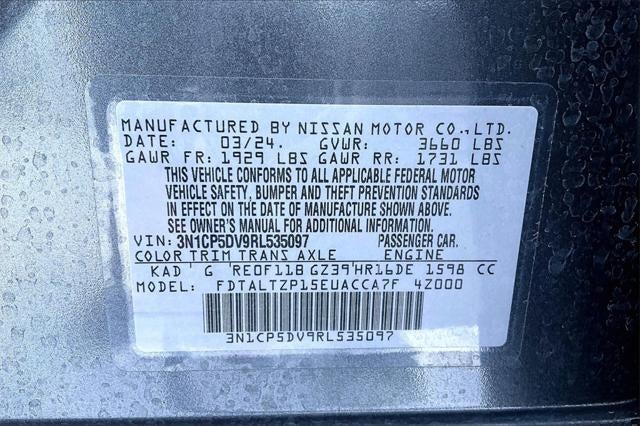 MANUFACTURED BY NISSAN MOTOR CO.,LTD.
DATE: 03/24. GVWR: 3660 LBS
GAWR FR: 1929 LBS GAWR RR: 1731 LBS
THIS VEHICLE CONFORMS TO ALL APPLICABLE FEDERAL MOTOR
VEHICLE SAFETY, BUMPER AND THEFT PREVENTION STANDARDS
IN EFFECT ON THE DATE OF MANUFACTURE SHOWN ABOVE.
SEE OWNER'S MANUAL FOR ADDITIONAL INFORMATION.
VIN: 3N1CP5DV9RL535097 PASSENGER CAR.
COLOR TRIM TRANS AXLE ENGINE
KAD G RE0F11B GZ39 HR16DE 1598 CC
MODEL: FDTALTZP15EUACCA7F 4Z000
3N1CP5DV9RL535097